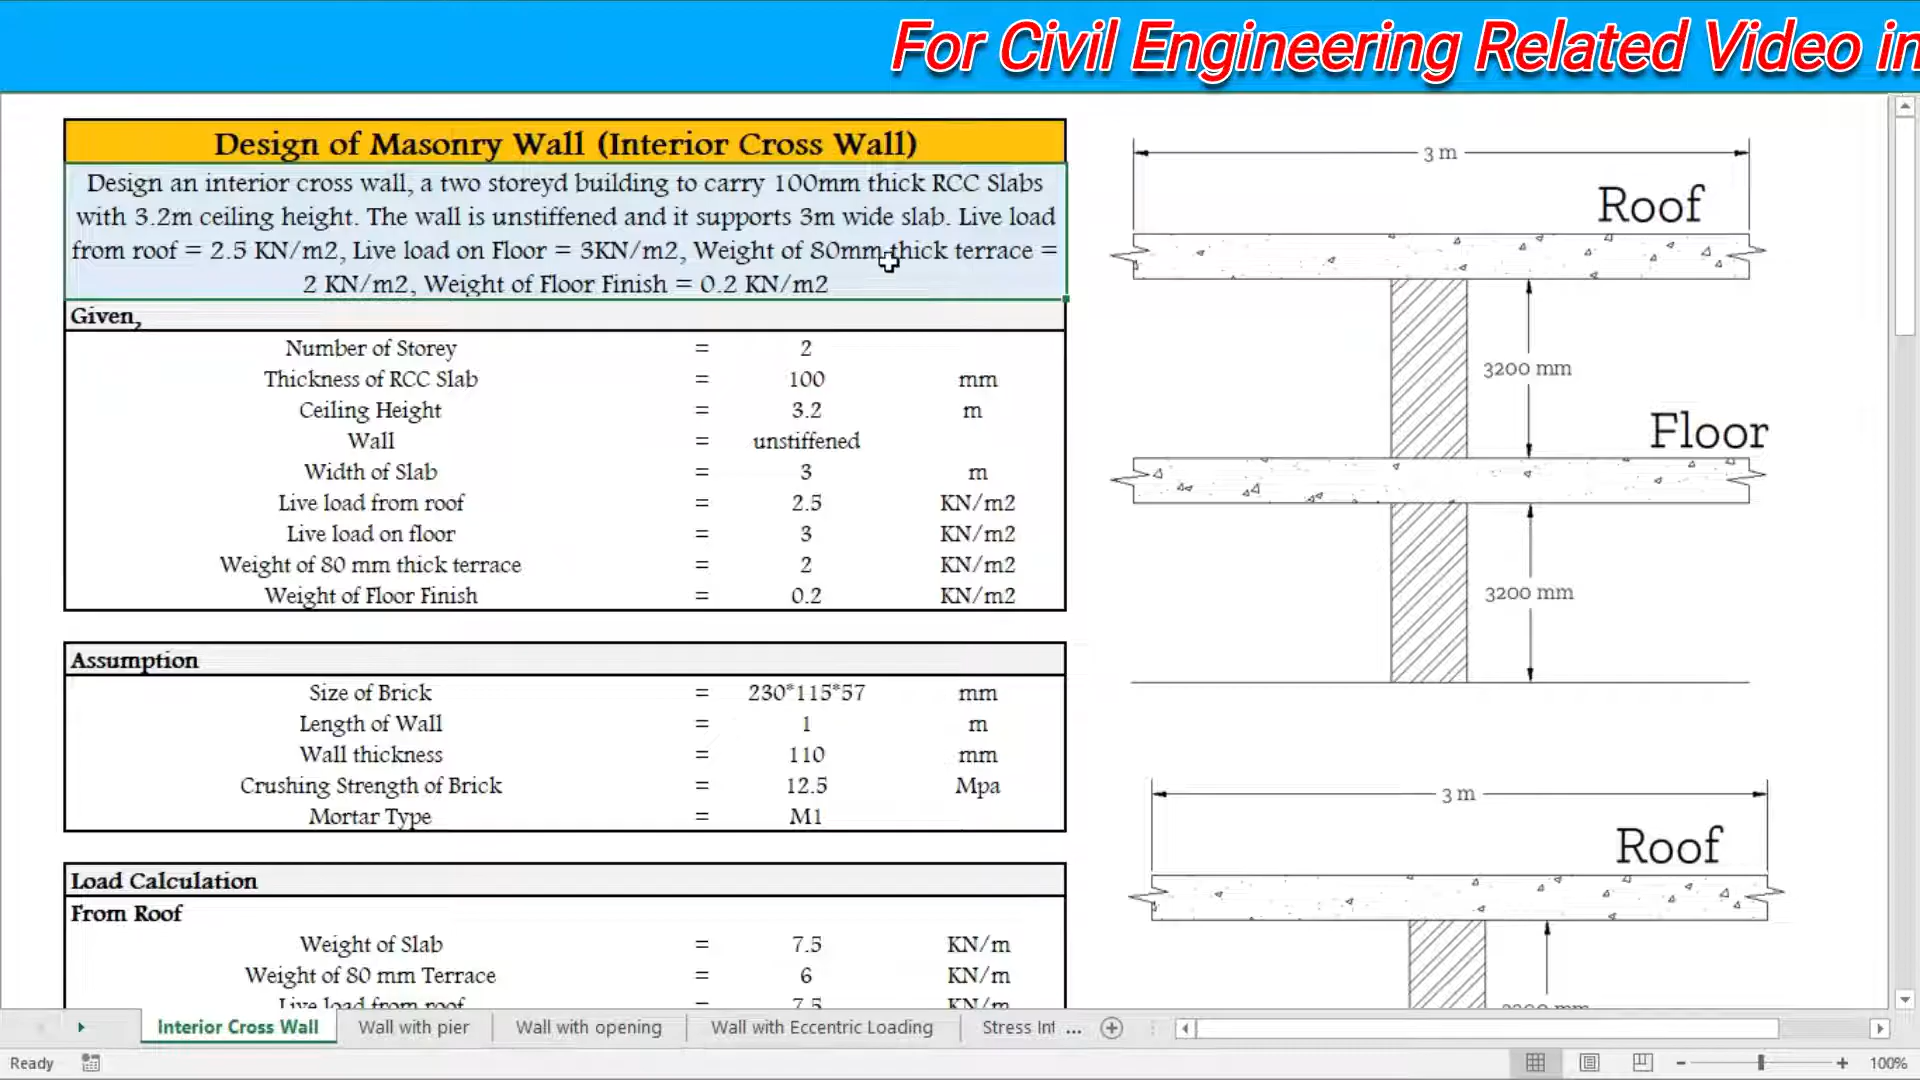 For Civil Engineering Related Video in
Design of Masonry Wall (Interior Cross Wall)
Design an interior cross wall, a two storeyd building to carry 100mm thick RCC Slabs
with 3.2m ceiling height. The wall is unstiffened and it supports 3m wide slab. Live load
from roof = 2.5 KN/m2, Live load on Floor = 3KN/m2, Weight of 80mm thick terrace =
2 KN/m2, Weight of Floor Finish = 0.2 KN/m2
Given,
Number of Storey = 2
Thickness of RCC Slab = 100 mm
Ceiling Height = 3.2 m
Wall = unstiffened
Width of Slab = 3 m
Live load from roof = 2.5 KN/m2
Live load on floor = 3 KN/m2
Weight of 80 mm thick terrace = 2 KN/m2
Weight of Floor Finish = 0.2 KN/m2
Assumption
Size of Brick = 230*115*57 mm
Length of Wall = 1 m
Wall thickness = 110 mm
Crushing Strength of Brick = 12.5 Mpa
Mortar Type = M1
Load Calculation
From Roof
Weight of Slab = 7.5 KN/m
Weight of 80 mm Terrace = 6 KN/m
Live load from roof = 7.5 KN/m
3 m
Roof
3200 mm
Floor
3200 mm
3 m
Roof
Interior Cross Wall
Wall with pier
Wall with opening
Wall with Eccentric Loading
Stress Int ...
Ready
100%